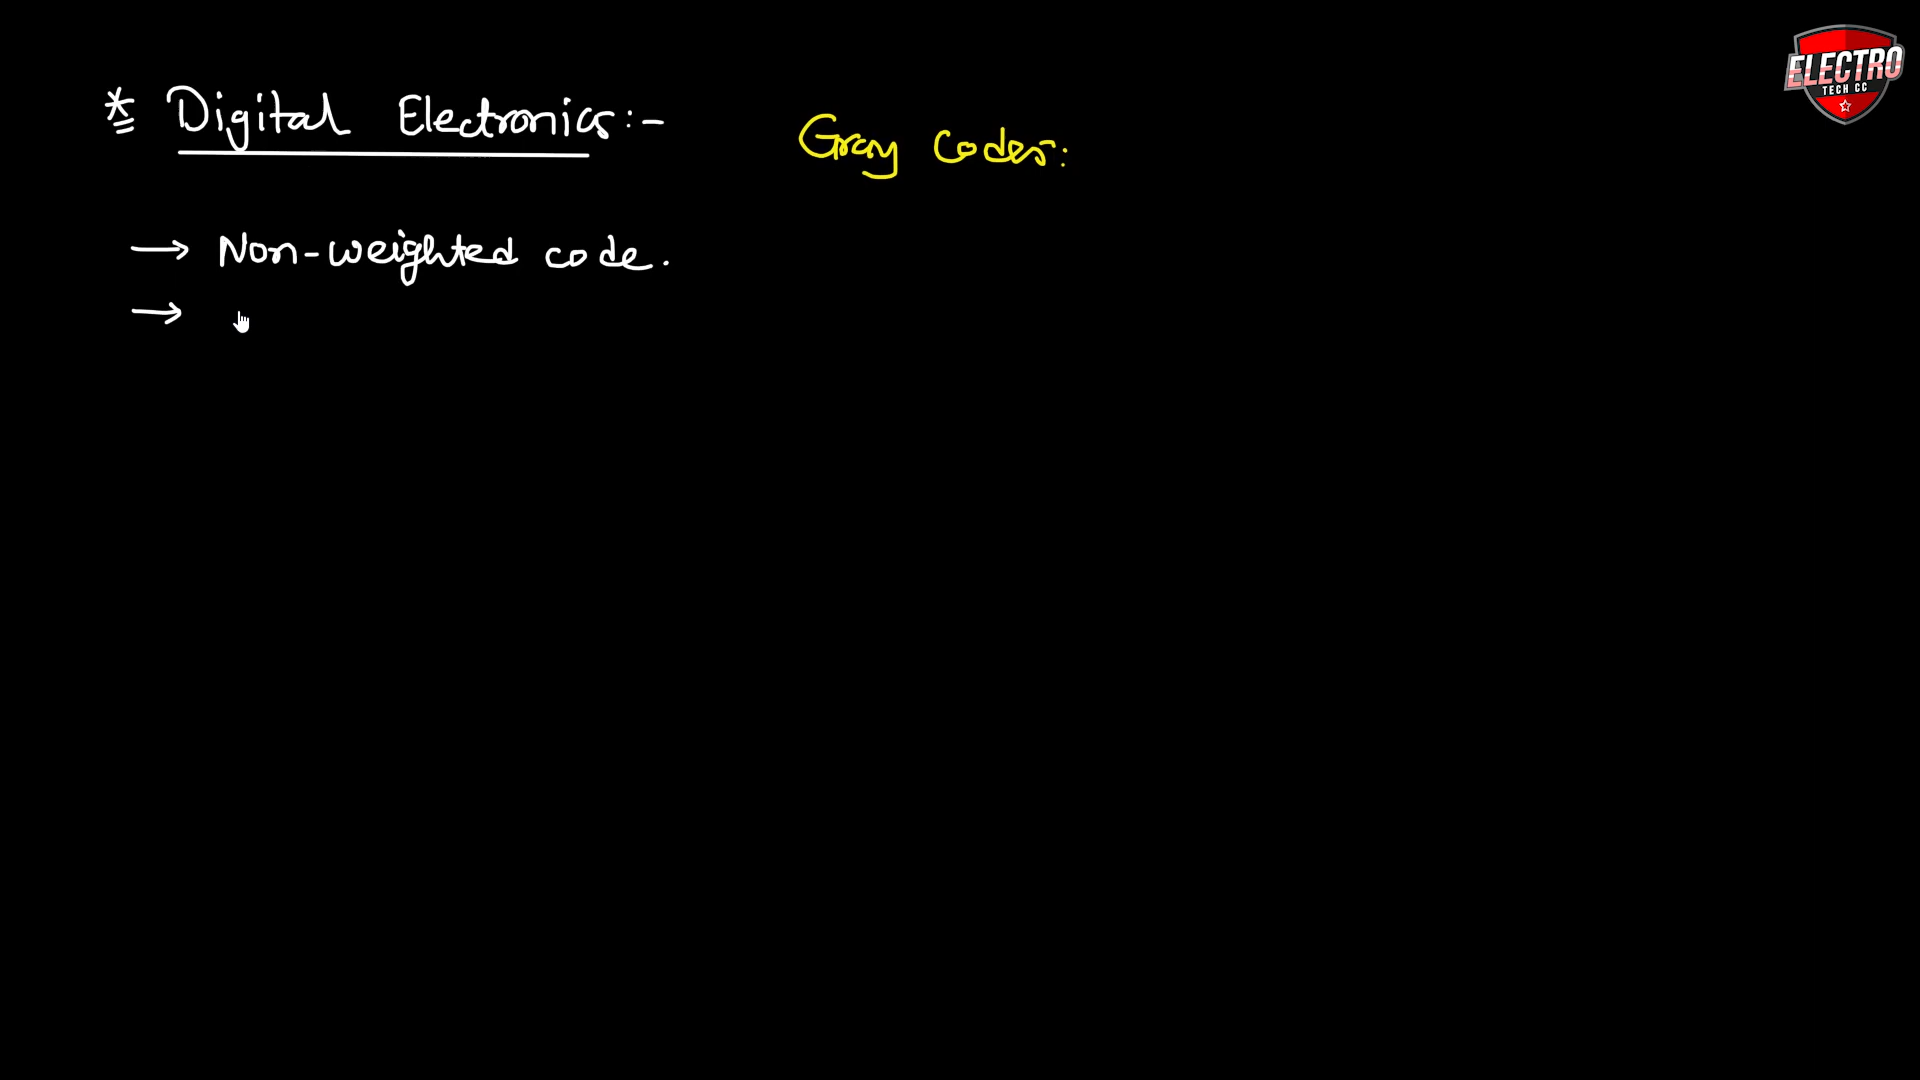 * Digital Electronics:-
Gray Codes:
→ Non-weighted code.
→
ELECTRO
TECH CC